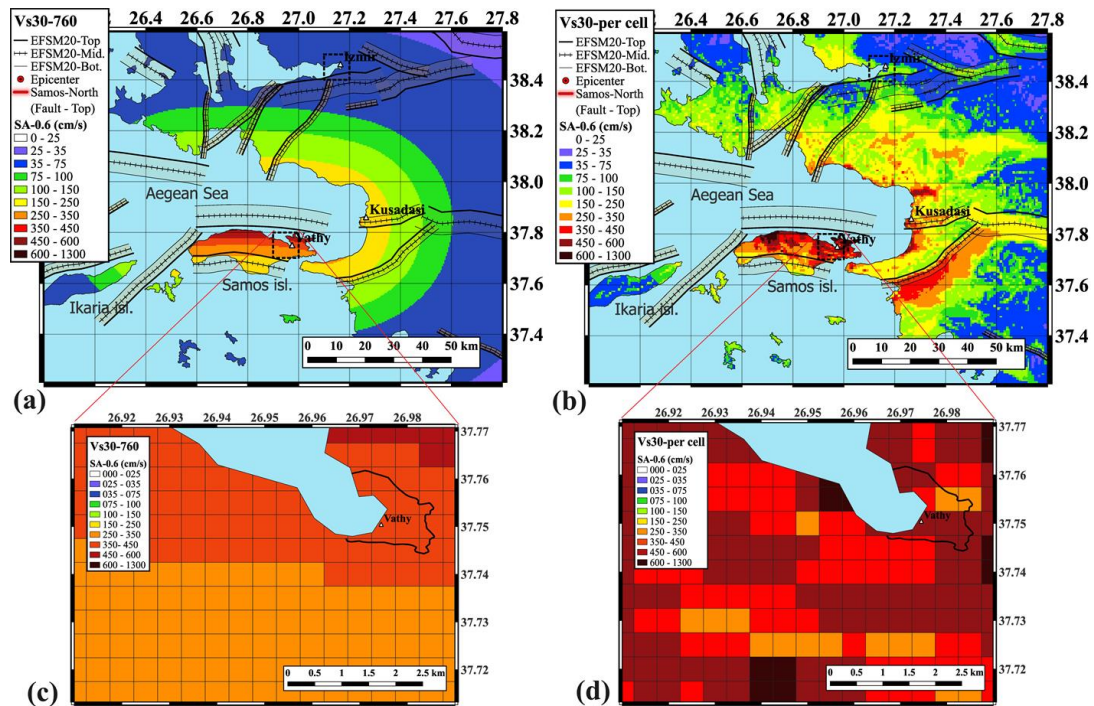 26.4 26.6 26.8 27.0 27.2 27.4 27.6 27.8
Vs30-760
EFSM20-Top
EFSM20-Mid.
EFSM20-Bot.
Epicenter
Samos-North
(Fault - Top)
SA-0.6 (cm/s)
0 - 25
25 - 35
35 - 75
75 - 100
100 - 150
150 - 250
250 - 350
350 - 450
450 - 600
600 - 1300
Izmir
Aegean Sea
Kusadasi
Vathy
Samos isl.
Ikaria isl.
38.4
38.2
38.0
37.8
37.6
37.4
0 10 20 30 40 50 km
(a)
26.4 26.6 26.8 27.0 27.2 27.4 27.6 27.8
Vs30-per cell
EFSM20-Top
EFSM20-Mid.
EFSM20-Bot.
Epicenter
Samos-North
(Fault - Top)
SA-0.6 (cm/s)
0 - 25
25 - 35
35 - 75
75 - 100
100 - 150
150 - 250
250 - 350
350 - 450
450 - 600
600 - 1300
Izmir
Aegean Sea
Kusadasi
Vathy
Samos isl.
Ikaria isl.
38.4
38.2
38.0
37.8
37.6
37.4
0 10 20 30 40 50 km
(b)
26.92 26.93 26.94 26.95 26.96 26.97 26.98
Vs30-760
SA-0.6 (cm/s)
000 - 025
025 - 035
035 - 075
075 - 100
100 - 150
150 - 250
250 - 350
350- 450
450 - 600
600 - 1300
Vathy
37.77
37.76
37.75
37.74
37.73
37.72
0 0.5 1 1.5 2 2.5 km
(c)
26.92 26.93 26.94 26.95 26.96 26.97 26.98
Vs30-per cell
SA-0.6 (cm/s)
000 - 025
025 - 035
035 - 075
075 - 100
100 - 150
150 - 250
250 - 350
350- 450
450 - 600
600 - 1300
Vathy
37.77
37.76
37.75
37.74
37.73
37.72
0 0.5 1 1.5 2 2.5 km
(d)